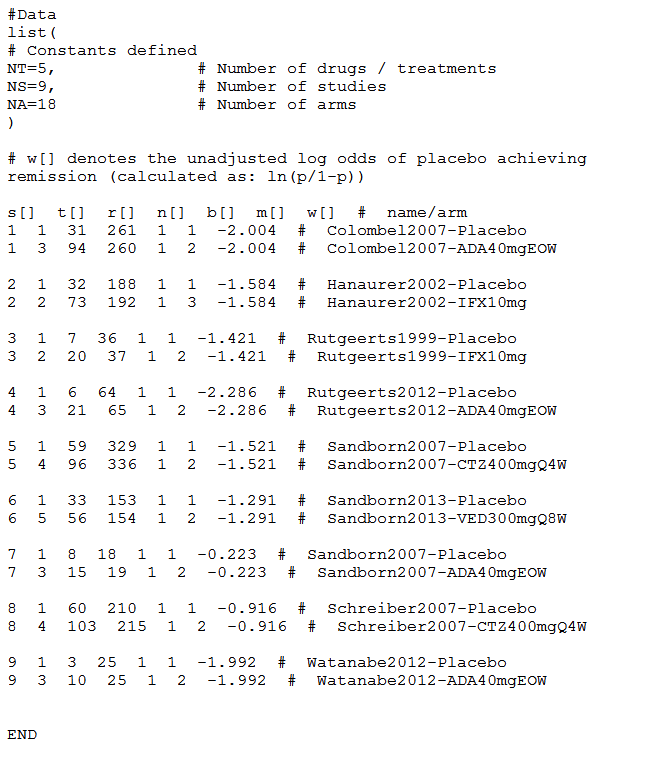 #Data
list(
# Constants defined
NT=5, # Number of drugs / treatments
NS=9, # Number of studies
NA=18 # Number of arms
)
# w[] denotes the unadjusted log odds of placebo achieving
remission (calculated as: ln(p/1-p))
s[] t[] r[] n[] b[] m[] w[] # name/arm
1 1 31 261 1 1 -2.004 # Colombel2007-Placebo
1 3 94 260 1 2 -2.004 # Colombel2007-ADA40mgEOW
2 1 32 188 1 1 -1.584 # Hanaurer2002-Placebo
2 2 73 192 1 3 -1.584 # Hanaurer2002-IFX10mg
3 1 7 36 1 1 -1.421 # Rutgeerts1999-Placebo
3 2 20 37 1 2 -1.421 # Rutgeerts1999-IFX10mg
4 1 6 64 1 1 -2.286 # Rutgeerts2012-Placebo
4 3 21 65 1 2 -2.286 # Rutgeerts2012-ADA40mgEOW
5 1 59 329 1 1 -1.521 # Sandborn2007-Placebo
5 4 96 336 1 2 -1.521 # Sandborn2007-CTZ400mgQ4W
6 1 33 153 1 1 -1.291 # Sandborn2013-Placebo
6 5 56 154 1 2 -1.291 # Sandborn2013-VED300mgQ8W
7 1 8 18 1 1 -0.223 # Sandborn2007-Placebo
7 3 15 19 1 2 -0.223 # Sandborn2007-ADA40mgEOW
8 1 60 210 1 1 -0.916 # Schreiber2007-Placebo
8 4 103 215 1 2 -0.916 # Schreiber2007-CTZ400mgQ4W
9 1 3 25 1 1 -1.992 # Watanabe2012-Placebo
9 3 10 25 1 2 -1.992 # Watanabe2012-ADA40mgEOW
END